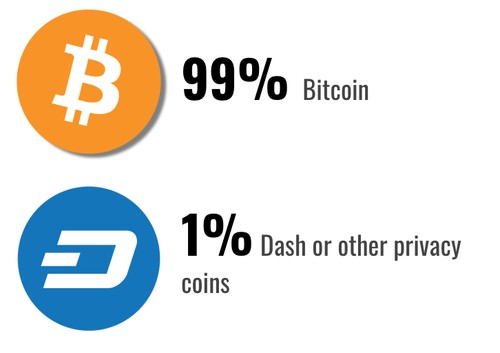 99% Bitcoin
1% Dash or other privacy
coins